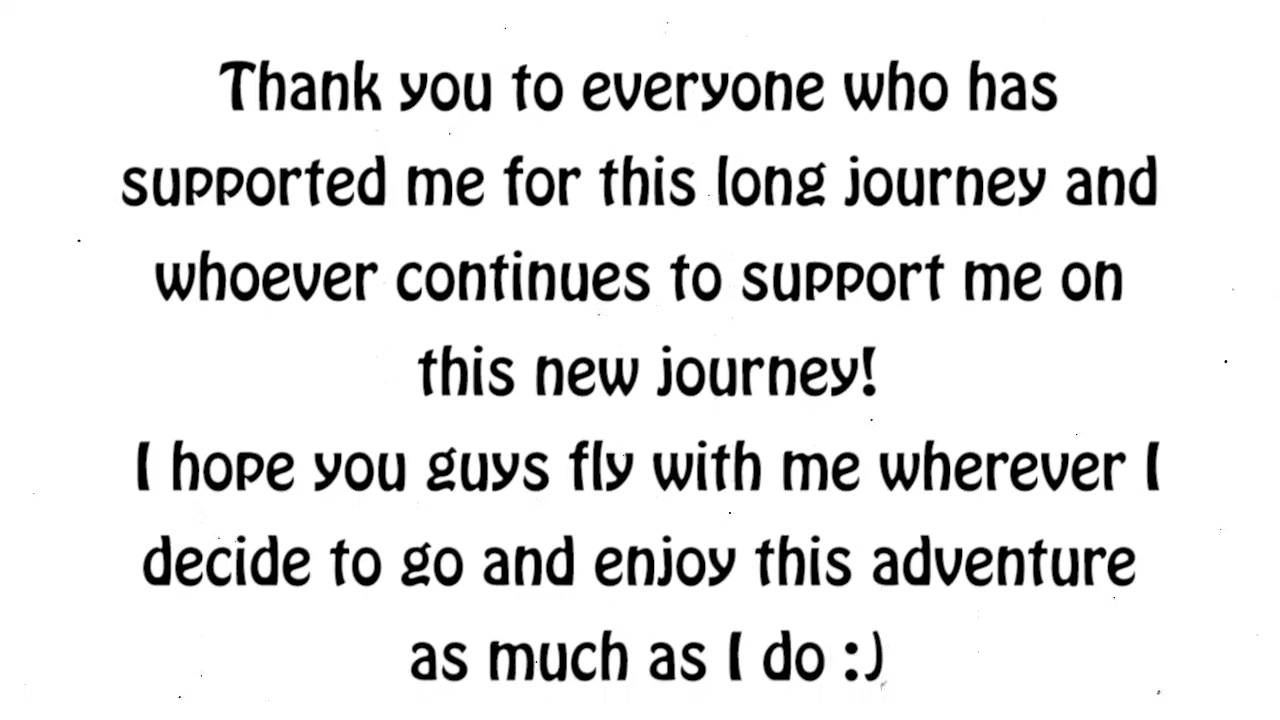 Thank you to everyone who has
supported me for this long journey and
whoever continues to support me on
this new journey!
I hope you guys fly with me wherever I
decide to go and enjoy this adventure
as much as I do :)